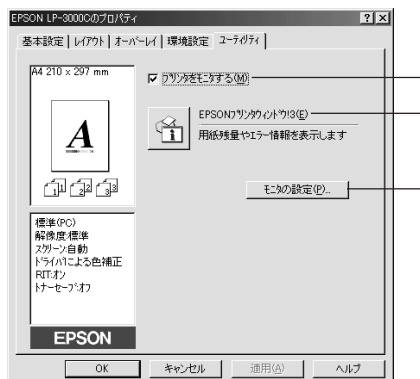 EPSON LP-3000Cのプロパティ
基本設定 レイアウト オーバーレイ 環境設定 ユーティリティ
A4 210 x 297 mm
プリンタをモニタする(M)
EPSONプリンタウィンドウ!3(E)
用紙残量やエラー情報を表示します
モニタの設定(P)...
標準(PC)
解像度:標準
スクリーン:自動
ドライバによる色補正
RIT:オン
トナーセーブ:オフ
EPSON
OK キャンセル 適用(A) ヘルプ